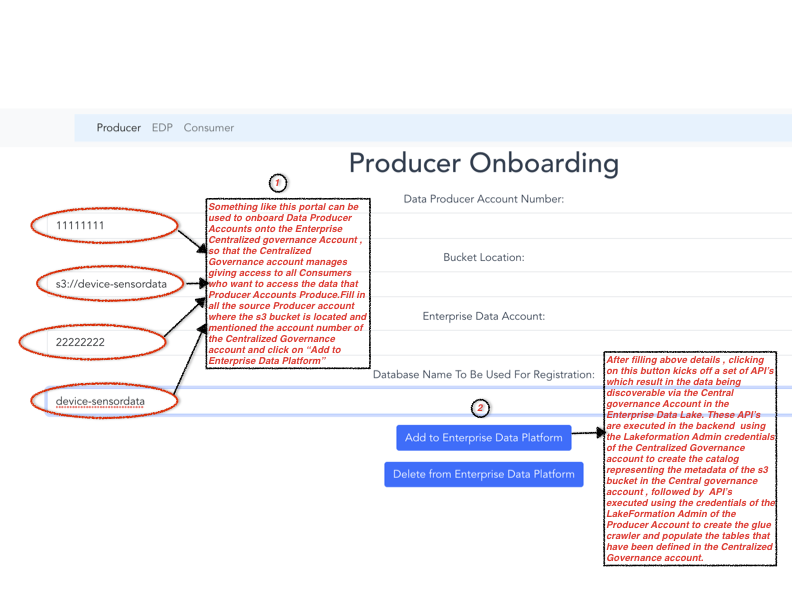 Producer EDP Consumer
Producer Onboarding
1
Data Producer Account Number:
11111111
Bucket Location:
s3://device-sensordata
Enterprise Data Account:
22222222
Database Name To Be Used For Registration:
device-sensordata
Something like this portal can be
used to onboard Data Producer
Accounts onto the Enterprise
Centralized governance Account ,
so that the Centralized
Governance account manages
giving access to all Consumers
who want to access the data that
Producer Accounts Produce.Fill in
all the source Producer account
where the s3 bucket is located and
mentioned the account number of
the Centralized Governance
account and click on “Add to
Enterprise Data Platform”
2
Add to Enterprise Data Platform
Delete from Enterprise Data Platform
After filling above details , clicking
on this button kicks off a set of API's
which result in the data being
discoverable via the Central
governance Account in the
Enterprise Data Lake. These API's
are executed in the backend using
the Lakeformation Admin credentials
of the Centralized Governance
account to create the catalog
representing the metadata of the s3
bucket in the Central governance
account , followed by API's
executed using the credentials of the
LakeFormation Admin of the
Producer Account to create the glue
crawler and populate the tables that
have been defined in the Centralized
Governance account.